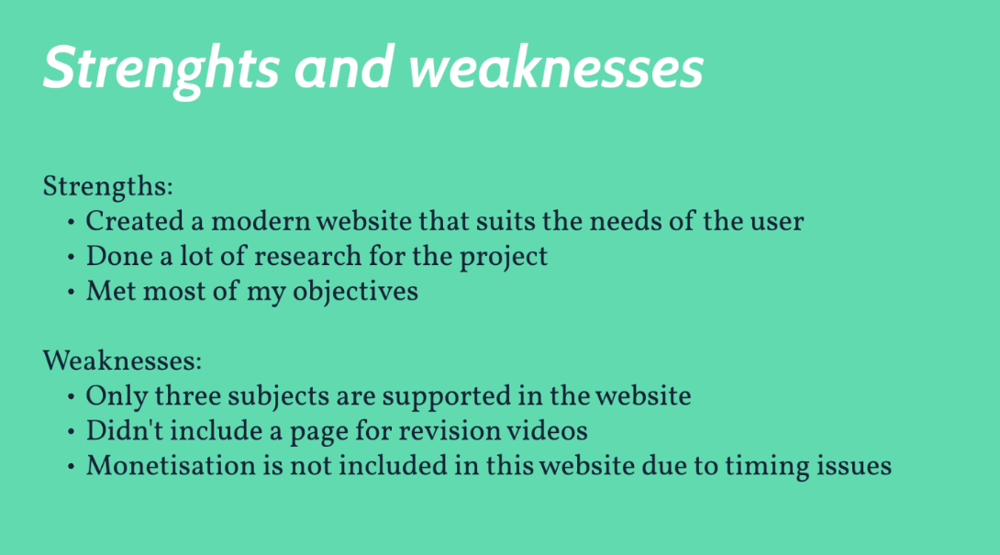 Strenghts and weaknesses
Strengths:
• Created a modern website that suits the needs of the user
• Done a lot of research for the project
• Met most of my objectives
Weaknesses:
• Only three subjects are supported in the website
• Didn't include a page for revision videos
• Monetisation is not included in this website due to timing issues